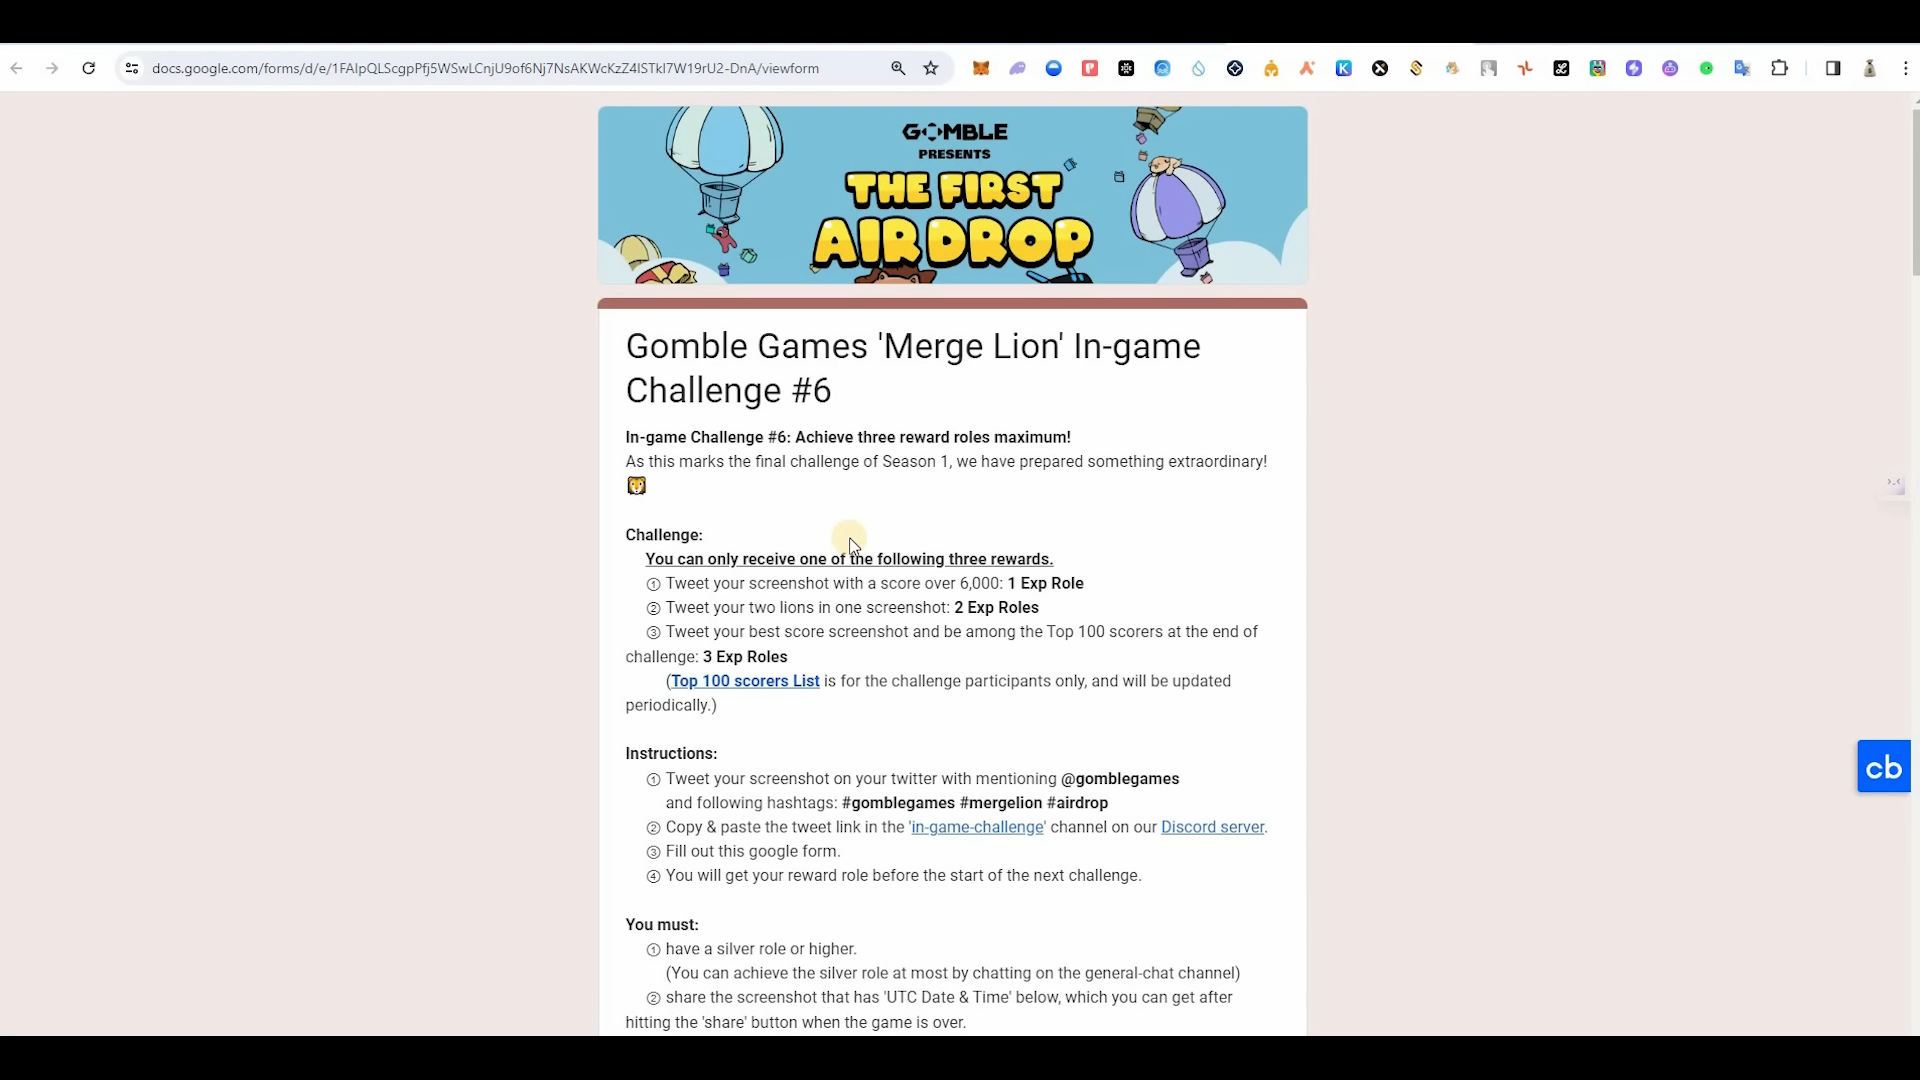 docs.google.com/forms/d/e/1FAIpQLScgpPfj5WSwLCnjU9of6Nj7NsAKWcKzZ4lSTkI7W19rU2-DnA/viewform
GOMBLE
PRESENTS
THE FIRST
AIRDROP
Gomble Games 'Merge Lion' In-game
Challenge #6
In-game Challenge #6: Achieve three reward roles maximum!
As this marks the final challenge of Season 1, we have prepared something extraordinary!
🦁
Challenge:
You can only receive one of the following three rewards.
① Tweet your screenshot with a score over 6,000: 1 Exp Role
② Tweet your two lions in one screenshot: 2 Exp Roles
③ Tweet your best score screenshot and be among the Top 100 scorers at the end of
challenge: 3 Exp Roles
(Top 100 scorers List is for the challenge participants only, and will be updated
periodically.)
Instructions:
① Tweet your screenshot on your twitter with mentioning @gomblegames
and following hashtags: #gomblegames #mergelion #airdrop
② Copy & paste the tweet link in the 'in-game-challenge' channel on our Discord server.
③ Fill out this google form.
④ You will get your reward role before the start of the next challenge.
You must:
① have a silver role or higher.
(You can achieve the silver role at most by chatting on the general-chat channel)
② share the screenshot that has 'UTC Date & Time' below, which you can get after
hitting the 'share' button when the game is over.
cb